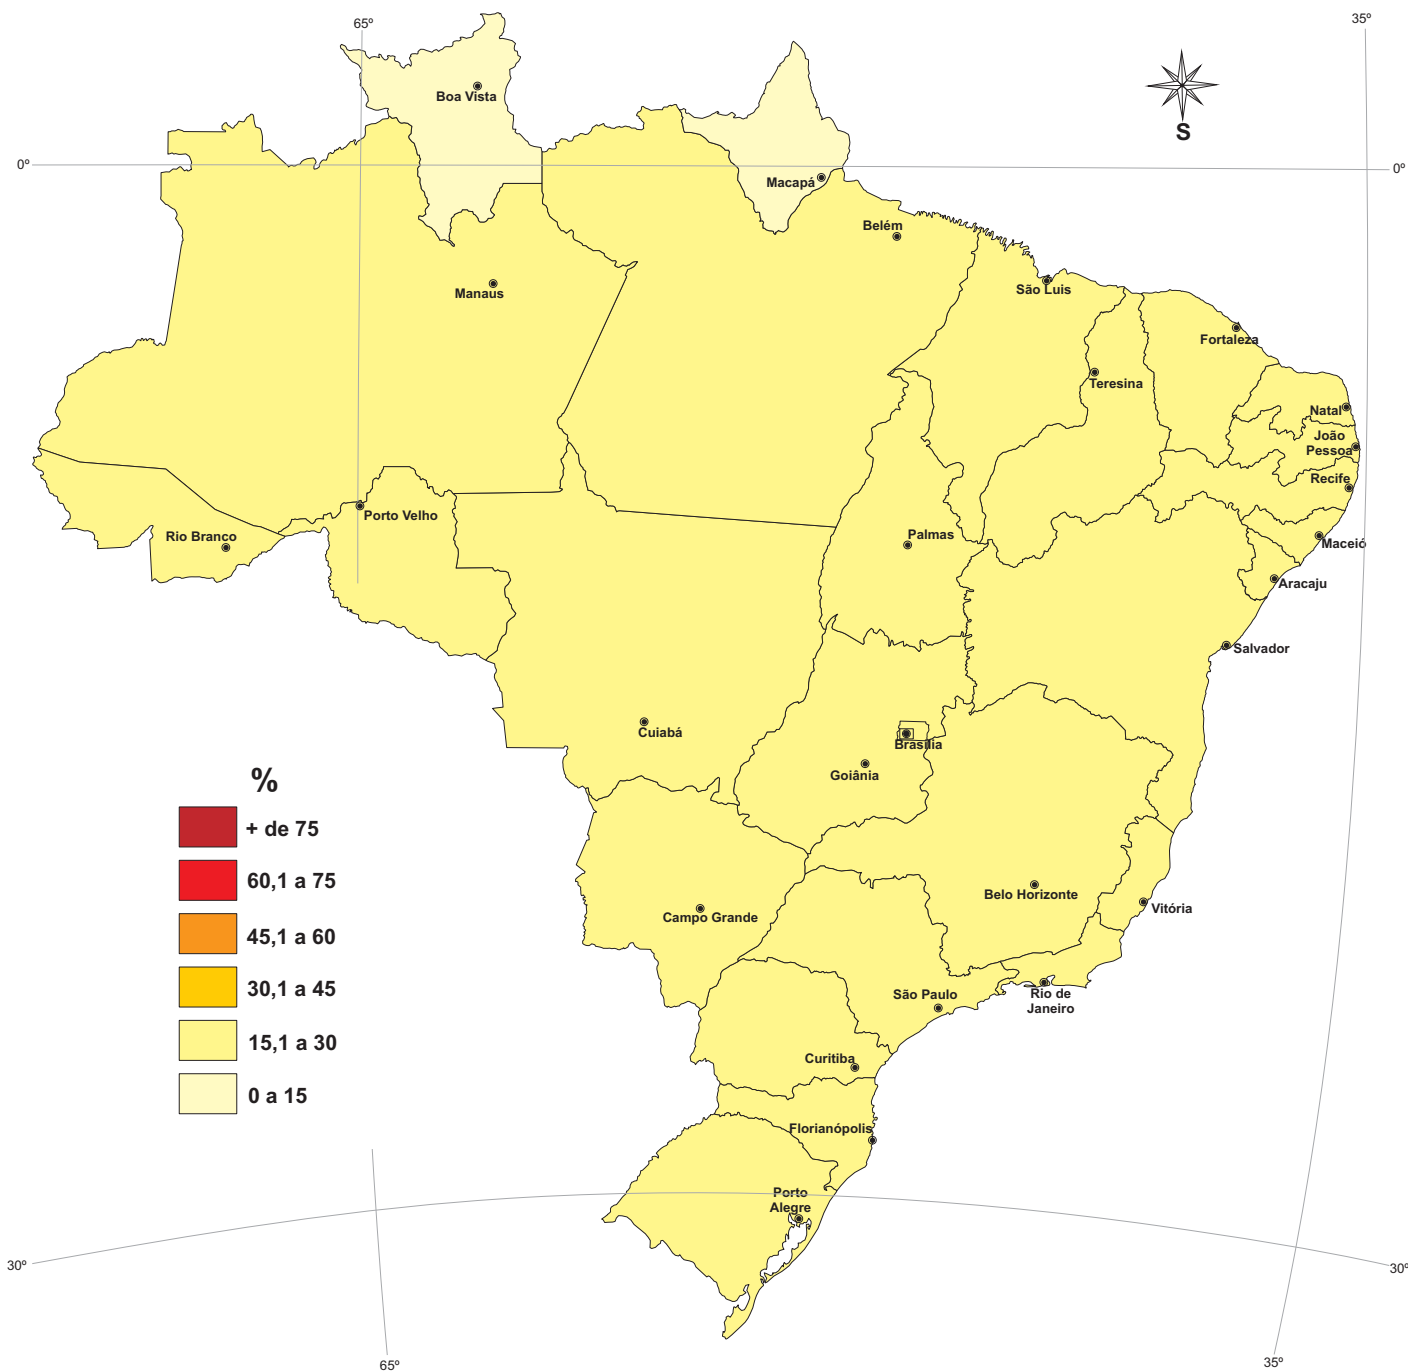 65º
35º
Boa Vista
S
0º
0º
Macapá
Belém
Manaus
São Luis
Fortaleza
Teresina
Natal
João
Pessoa
Recife
Porto Velho
Rio Branco
Palmas
Maceió
Aracaju
Salvador
Cuiabá
Brasília
Goiânia
%
+ de 75
60,1 a 75
45,1 a 60
30,1 a 45
15,1 a 30
0 a 15
Belo Horizonte
Campo Grande
Vitória
São Paulo
Rio de
Janeiro
Curitiba
Florianópolis
Porto
Alegre
30º
30º
65º
35º